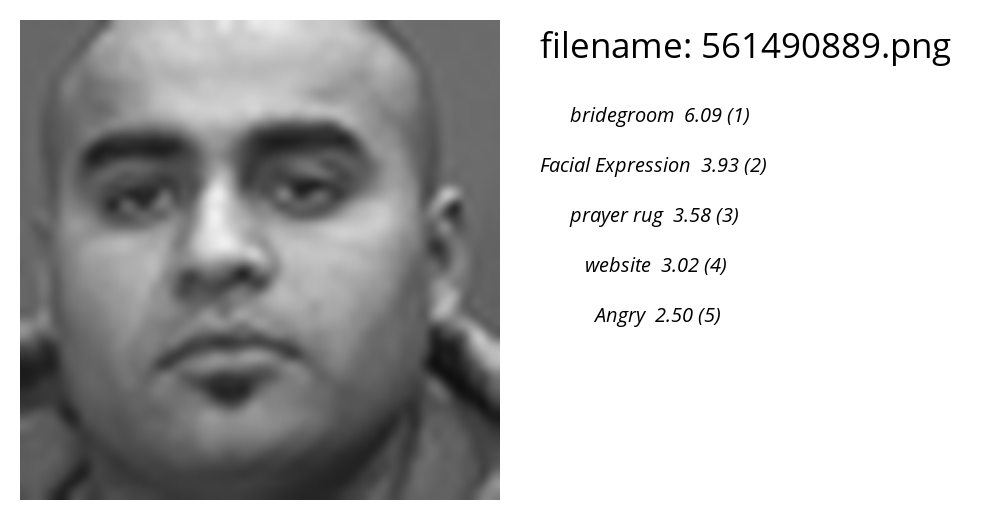 filename: 561490889.png
bridegroom 6.09 (1)
Facial Expression 3.93 (2)
prayer rug 3.58 (3)
website 3.02 (4)
Angry 2.50 (5)